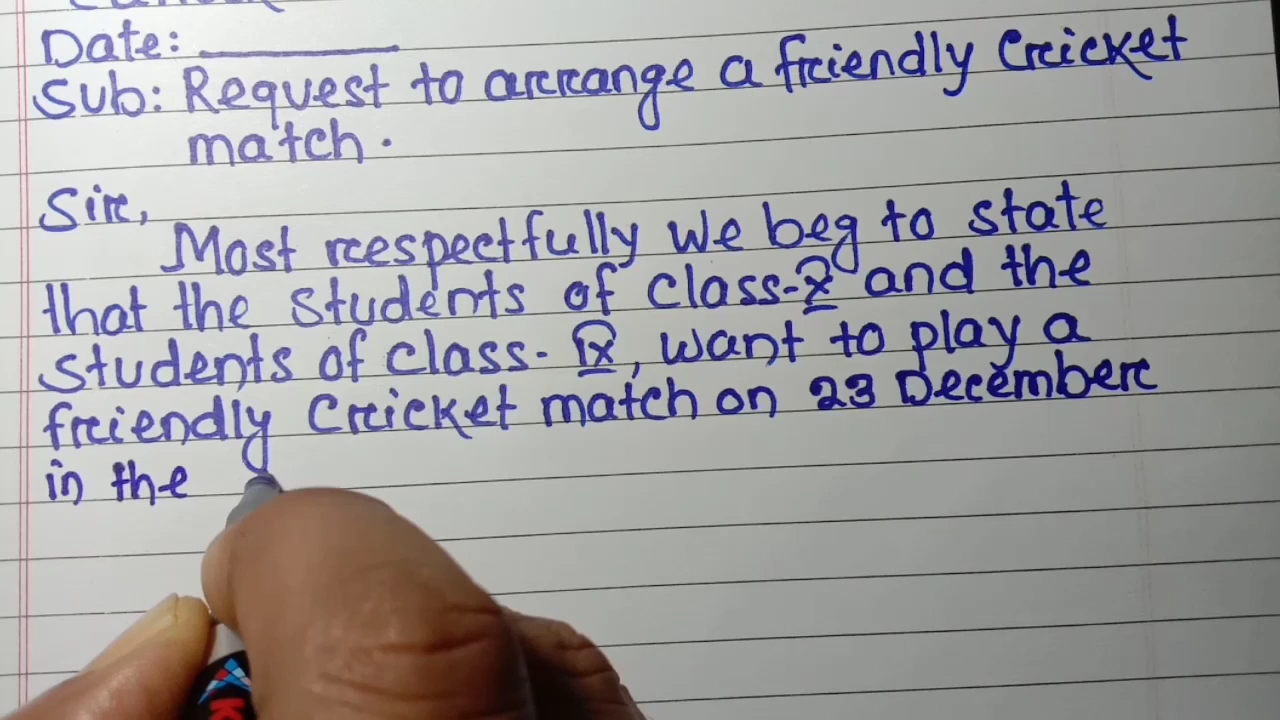 Date: ____________
Sub: Request to arrange a friendly Cricket
match.
Sir,
Most respectfully we beg to state
that the students of class-X and the
students of class- IX, want to play a
friendly Cricket match on 23 December
in the